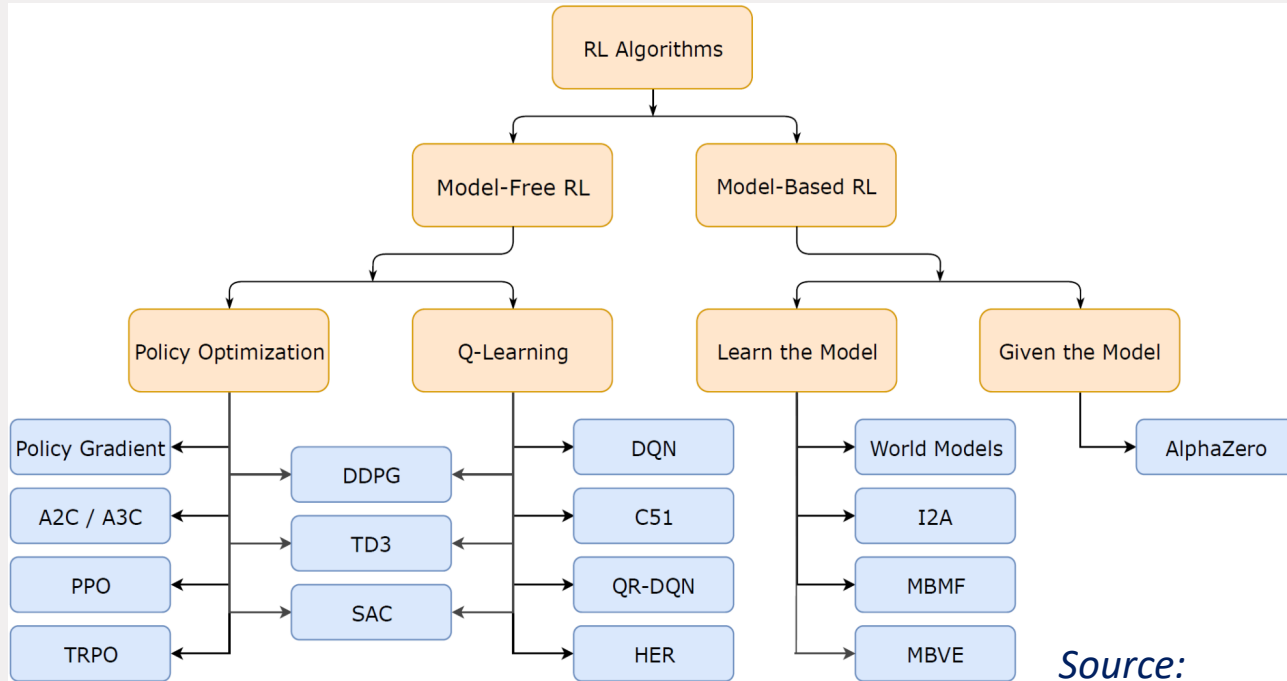 RL Algorithms
Model-Free RL
Model-Based RL
Policy Optimization
Q-Learning
Learn the Model
Given the Model
Policy Gradient
DDPG
DQN
World Models
AlphaZero
A2C / A3C
TD3
C51
I2A
PPO
SAC
QR-DQN
MBMF
TRPO
HER
MBVE
Source: